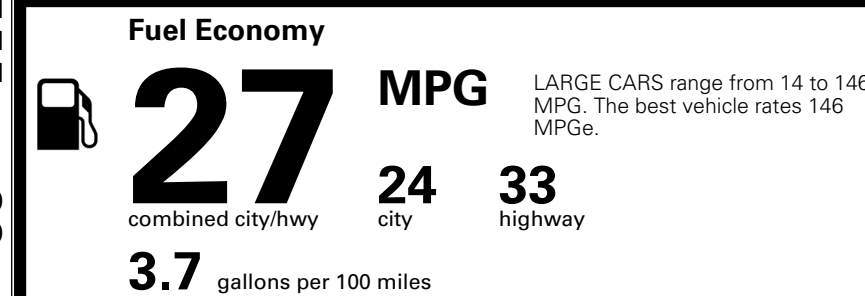 Fuel Economy
27 MPG
combined city/hwy
24 city
33 highway
LARGE CARS range from 14 to 146
MPG. The best vehicle rates 146
MPGe.
3.7 gallons per 100 miles